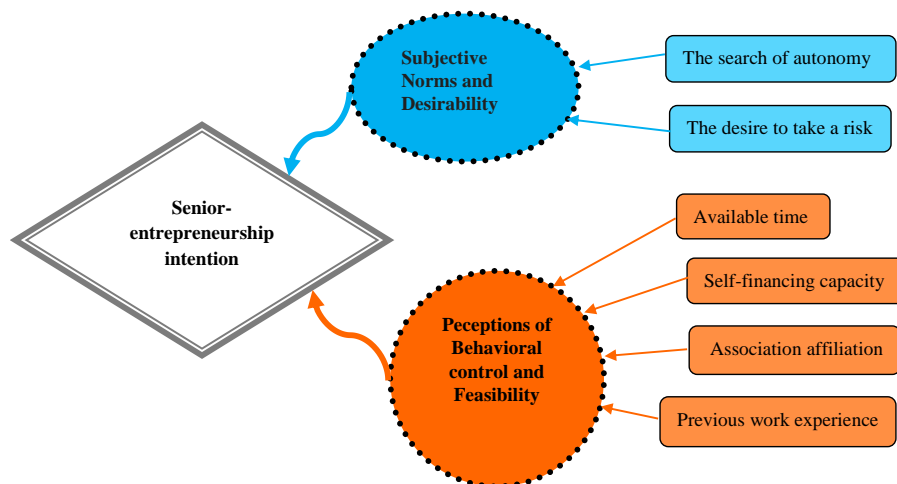 Subjective
Norms and
Desirability
The search of autonomy
The desire to take a risk
Senior-
entrepreneurship
intention
Available time
Self-financing capacity
Peceptions of
Behavioral
control and
Feasibility
Association affiliation
Previous work experience